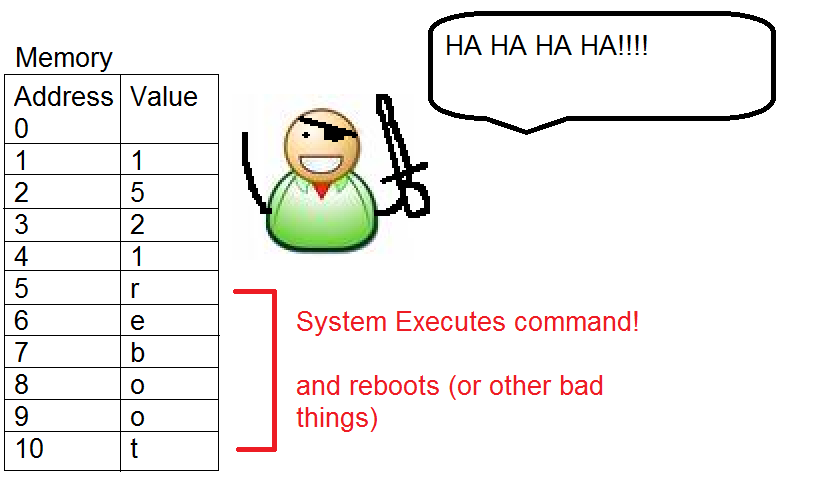 HA HA HA HA!!!!
Memory
Address Value
0
1 1
2 5
3 2
4 1
5 r
6 e
7 b
8 o
9 o
10 t
System Executes command!
and reboots (or other bad
things)